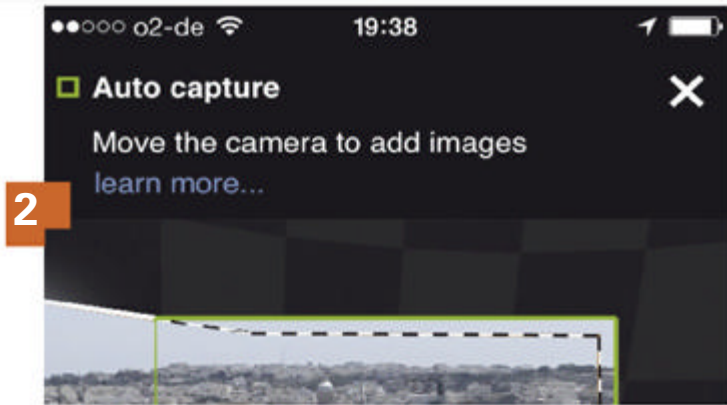 o2-de 19:38
Auto capture
Move the camera to add images
learn more...
2